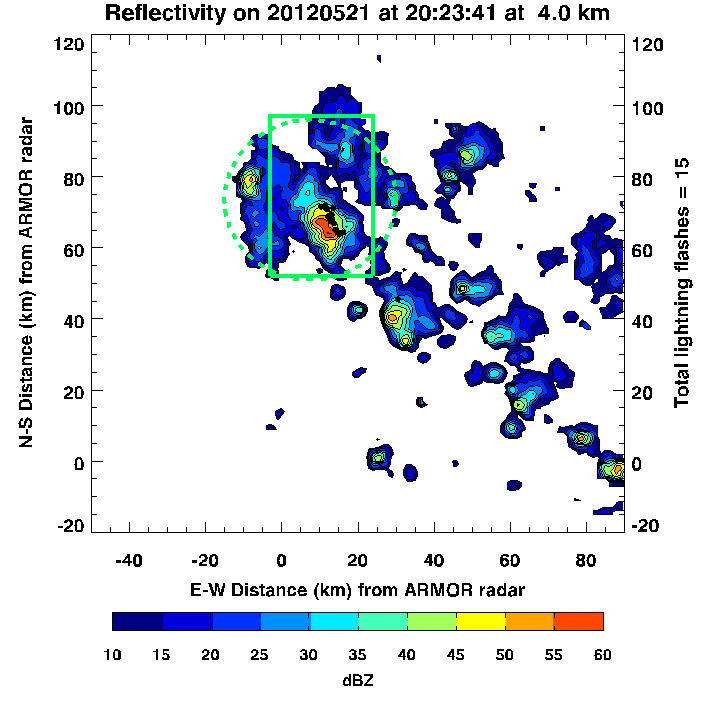 Reflectivity on 20120521 at 20:23:41 at 4.0 km
120 120
100 100
80 80
60 60
40 40
20 20
0 0
-20 -20
N-S Distance (km) from ARMOR radar
Total lightning flashes = 15
-40 -20 0 20 40 60 80
E-W Distance (km) from ARMOR radar
10 15 20 25 30 35 40 45 50 55 60
dBZ